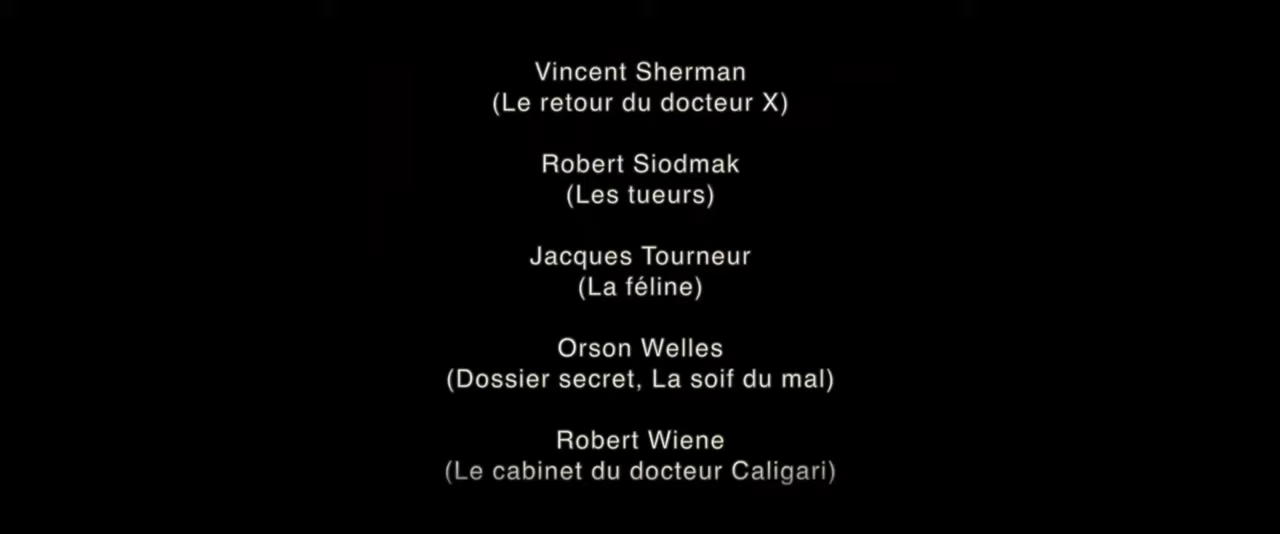 Vincent Sherman
(Le retour du docteur X)
Robert Siodmak
(Les tueurs)
Jacques Tourneur
(La féline)
Orson Welles
(Dossier secret, La soif du mal)
Robert Wiene
(Le cabinet du docteur Caligari)